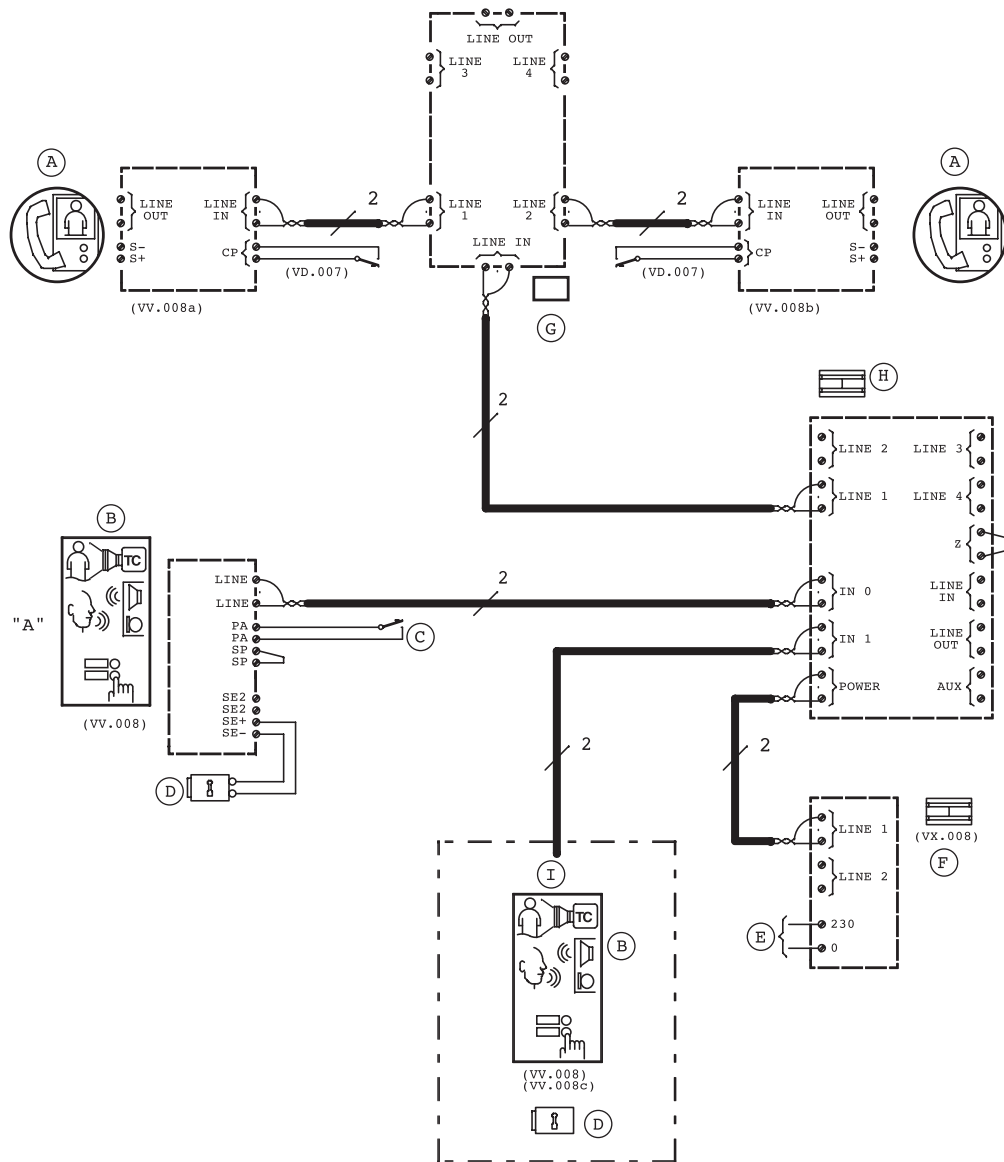 LINE OUT
LINE 3
LINE 4
A
LINE OUT
LINE IN
S-
S+
CP
(VV.008a)
2
(VD.007)
LINE 1
LINE 2
LINE IN
G
2
(VD.007)
LINE IN
LINE OUT
CP
S-
S+
(VV.008b)
A
2
H
LINE 2
LINE 3
LINE 1
LINE 4
Z
IN 0
LINE IN
IN 1
LINE OUT
POWER
AUX
B
TC
"A"
(VV.008)
LINE
LINE
PA
PA
SP
SP
SE2
SE2
SE+
SE-
2
C
D
2
2
LINE 1
LINE 2
230
0
E
(VX.008)
F
I
TC
B
(VV.008)
(VV.008c)
D